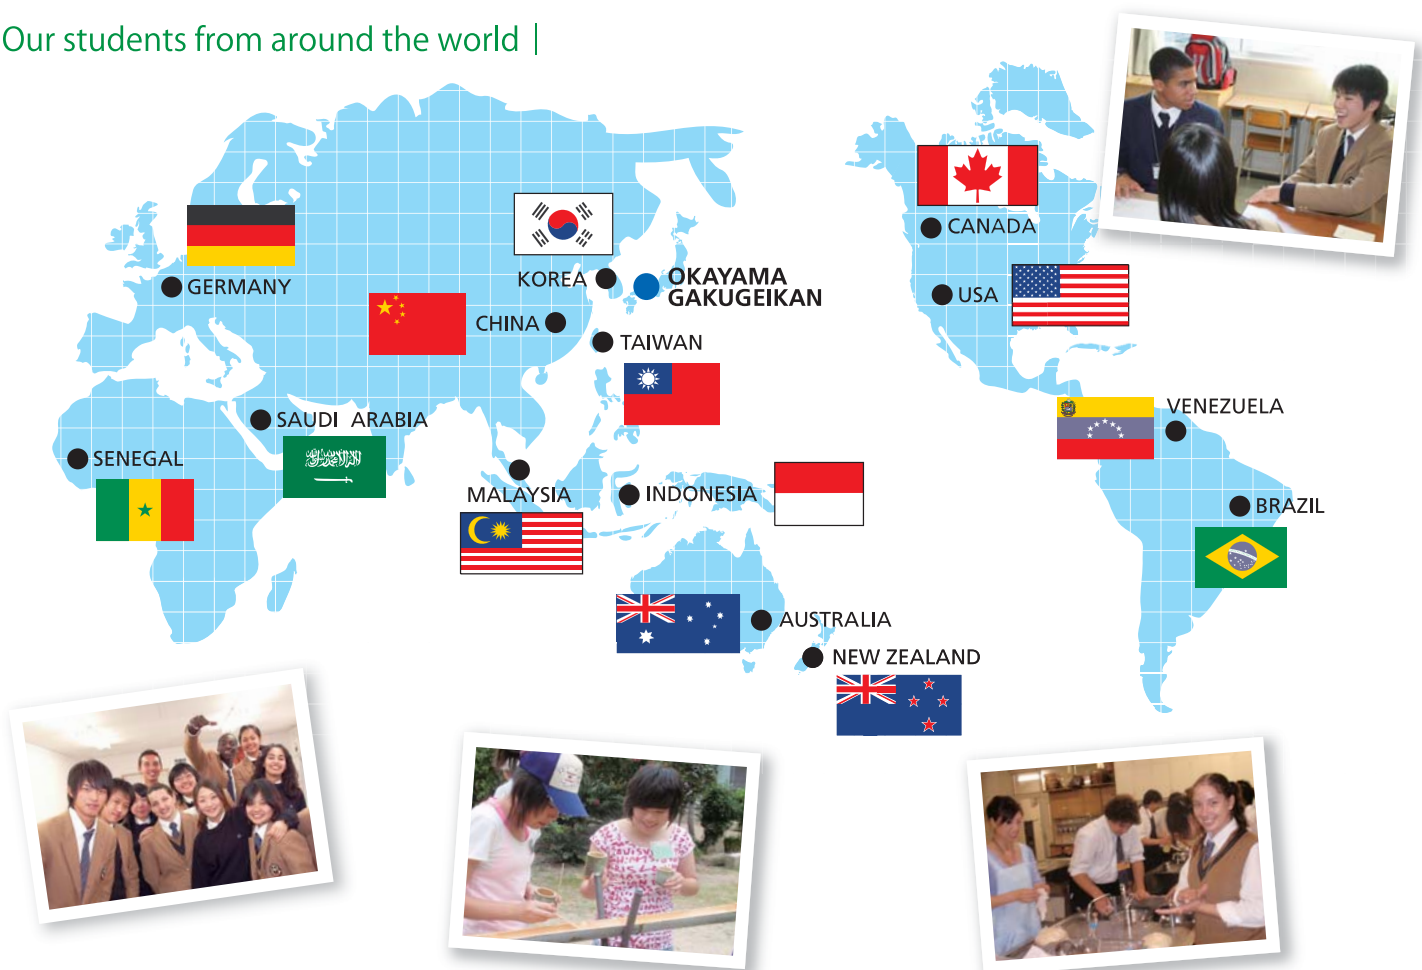 Our students from around the world |
CANADA
GERMANY
KOREA
OKAYAMA
GAKUGEIKAN
USA
CHINA
TAIWAN
VENEZUELA
SAUDI ARABIA
SENEGAL
MALAYSIA
INDONESIA
BRAZIL
AUSTRALIA
NEW ZEALAND